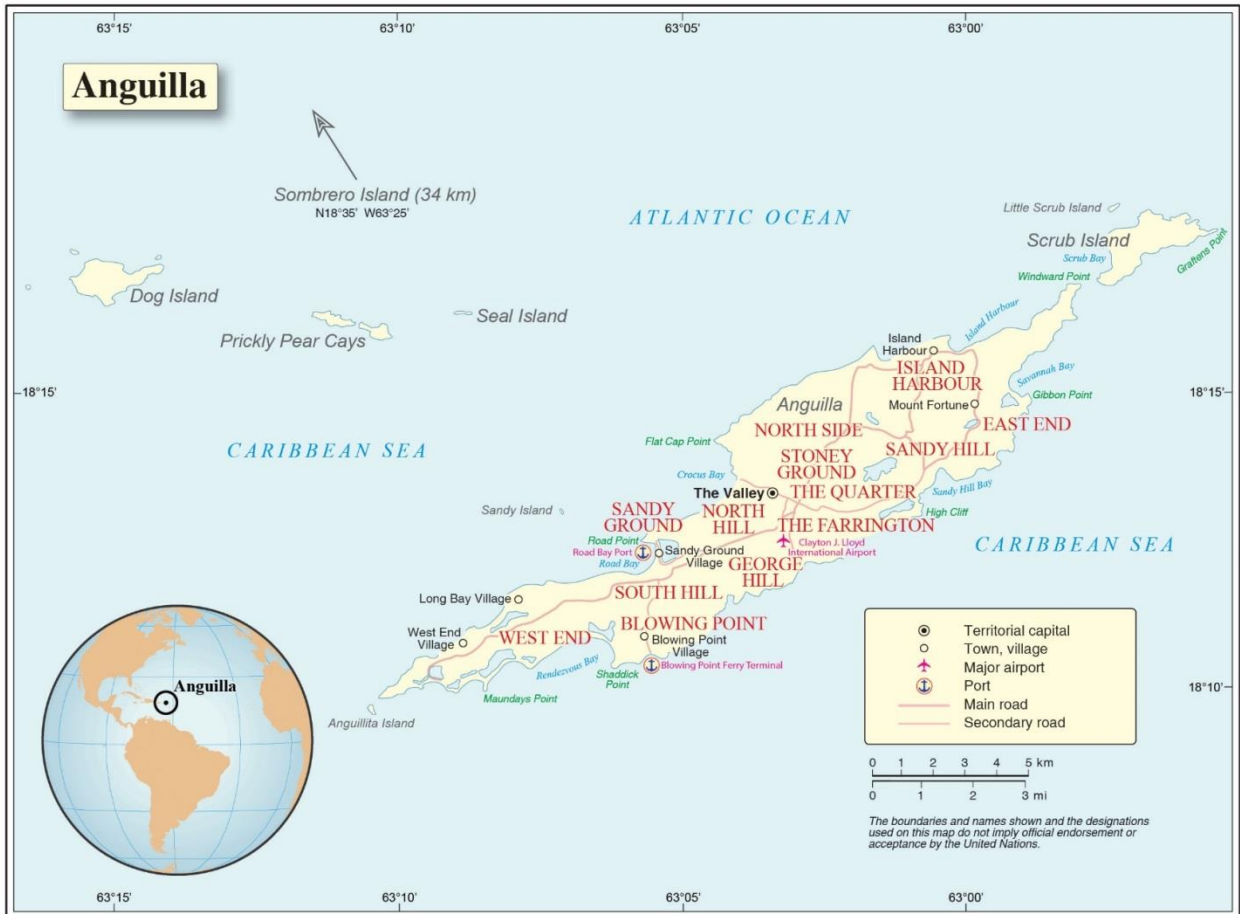 63°15'
63°10'
63°05'
63°00'
Anguilla
Sombrero Island (34 km)
N18°35' W63°25'
ATLANTIC OCEAN
Little Scrub Island
Scrub Island
Scrub Bay
Graftens Point
Windward Point
Dog Island
Seal Island
Prickly Pear Cays
Island Harbour
Island
Harbour
ISLAND
HARBOUR
Savannah Bay
18°15'
18°15'
Gibbon Point
Mount Fortune
Anguilla
EAST END
NORTH SIDE
Flat Cap Point
CARIBBEAN SEA
STONEY
GROUND
SANDY HILL
Crocus Bay
The Valley
THE QUARTER
Sandy Hill Bay
Sandy Island
SANDY
GROUND
NORTH
HILL
High Cliff
THE FARRINGTON
Road Point
Road Bay Port
Road Bay
Sandy Ground
Village
Clayton J. Lloyd
International Airport
CARIBBEAN SEA
GEORGE
HILL
SOUTH HILL
Long Bay Village
BLOWING POINT
West End
Village
WEST END
Blowing Point
Village
Rendezvous Bay
Shaddick
Point
Blowing Point Ferry Terminal
Maundays Point
18°10'
Anguillita Island
Anguilla
Territorial capital
Town, village
Major airport
Port
Main road
Secondary road
0 1 2 3 4 5 km
0 1 2 3 mi
The boundaries and names shown and the designations
used on this map do not imply official endorsement or
acceptance by the United Nations.
63°15'
63°10'
63°05'
63°00'